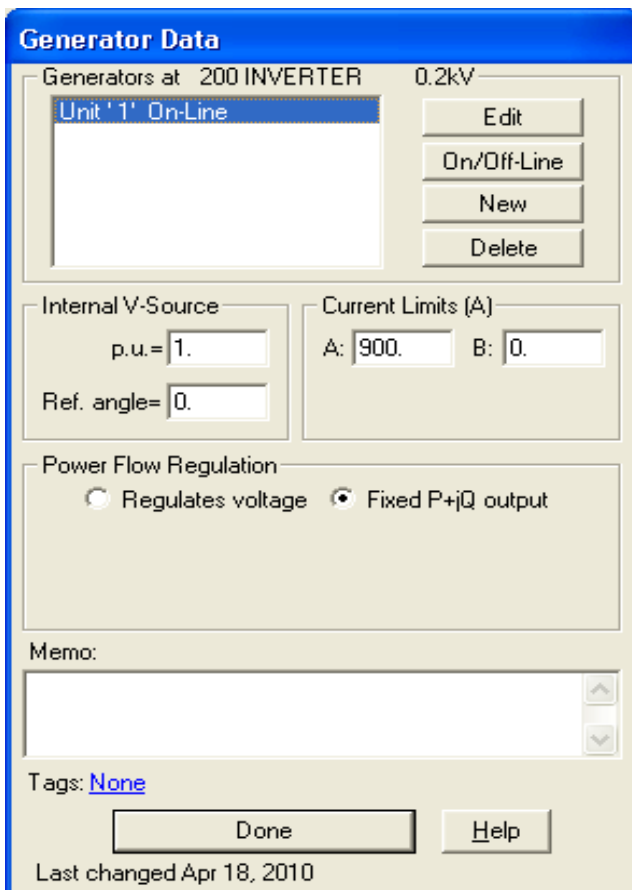 Generator Data
Generators at 200 INVERTER 0.2kV
Unit ' 1' On-Line
Edit
On/Off-Line
New
Delete
Internal V-Source
p.u.= 1.
Ref. angle= 0.
Current Limits (A)
A: 900. B: 0.
Power Flow Regulation
Regulates voltage Fixed P+jQ output
Memo:
Tags: None
Done Help
Last changed Apr 18, 2010